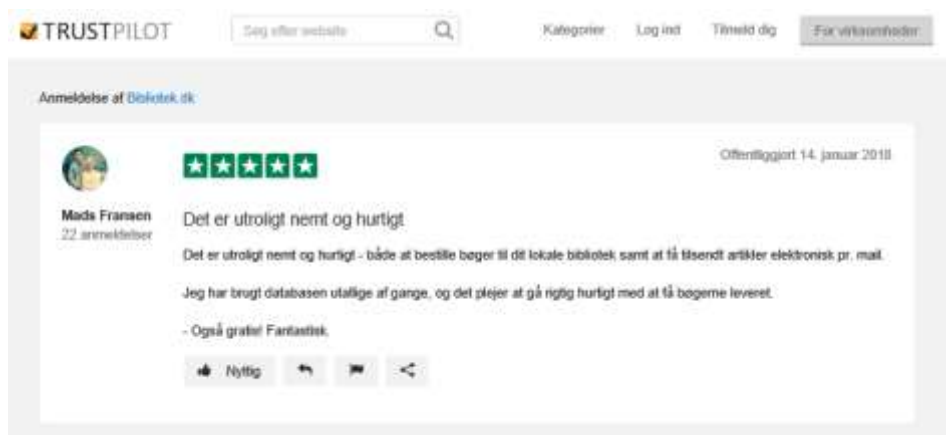 TRUSTPILOT
Søg efter website
Kategorier
Log ind
Tilmeld dig
For virksomheder
Anmeldelse af Bibliotek.dk
Offentliggjort 14. januar 2018
Mads Fransen
22 anmeldelser
Det er utroligt nemt og hurtigt
Det er utroligt nemt og hurtigt - både at bestille bøger til dit lokale bibliotek samt at få tilsendt artikler elektronisk pr. mail.
Jeg har brugt databasen utallige af gange, og det plejer at gå rigtig hurtigt med at få bøgerne leveret.
- Også gratis! Fantastisk.
Nyttig